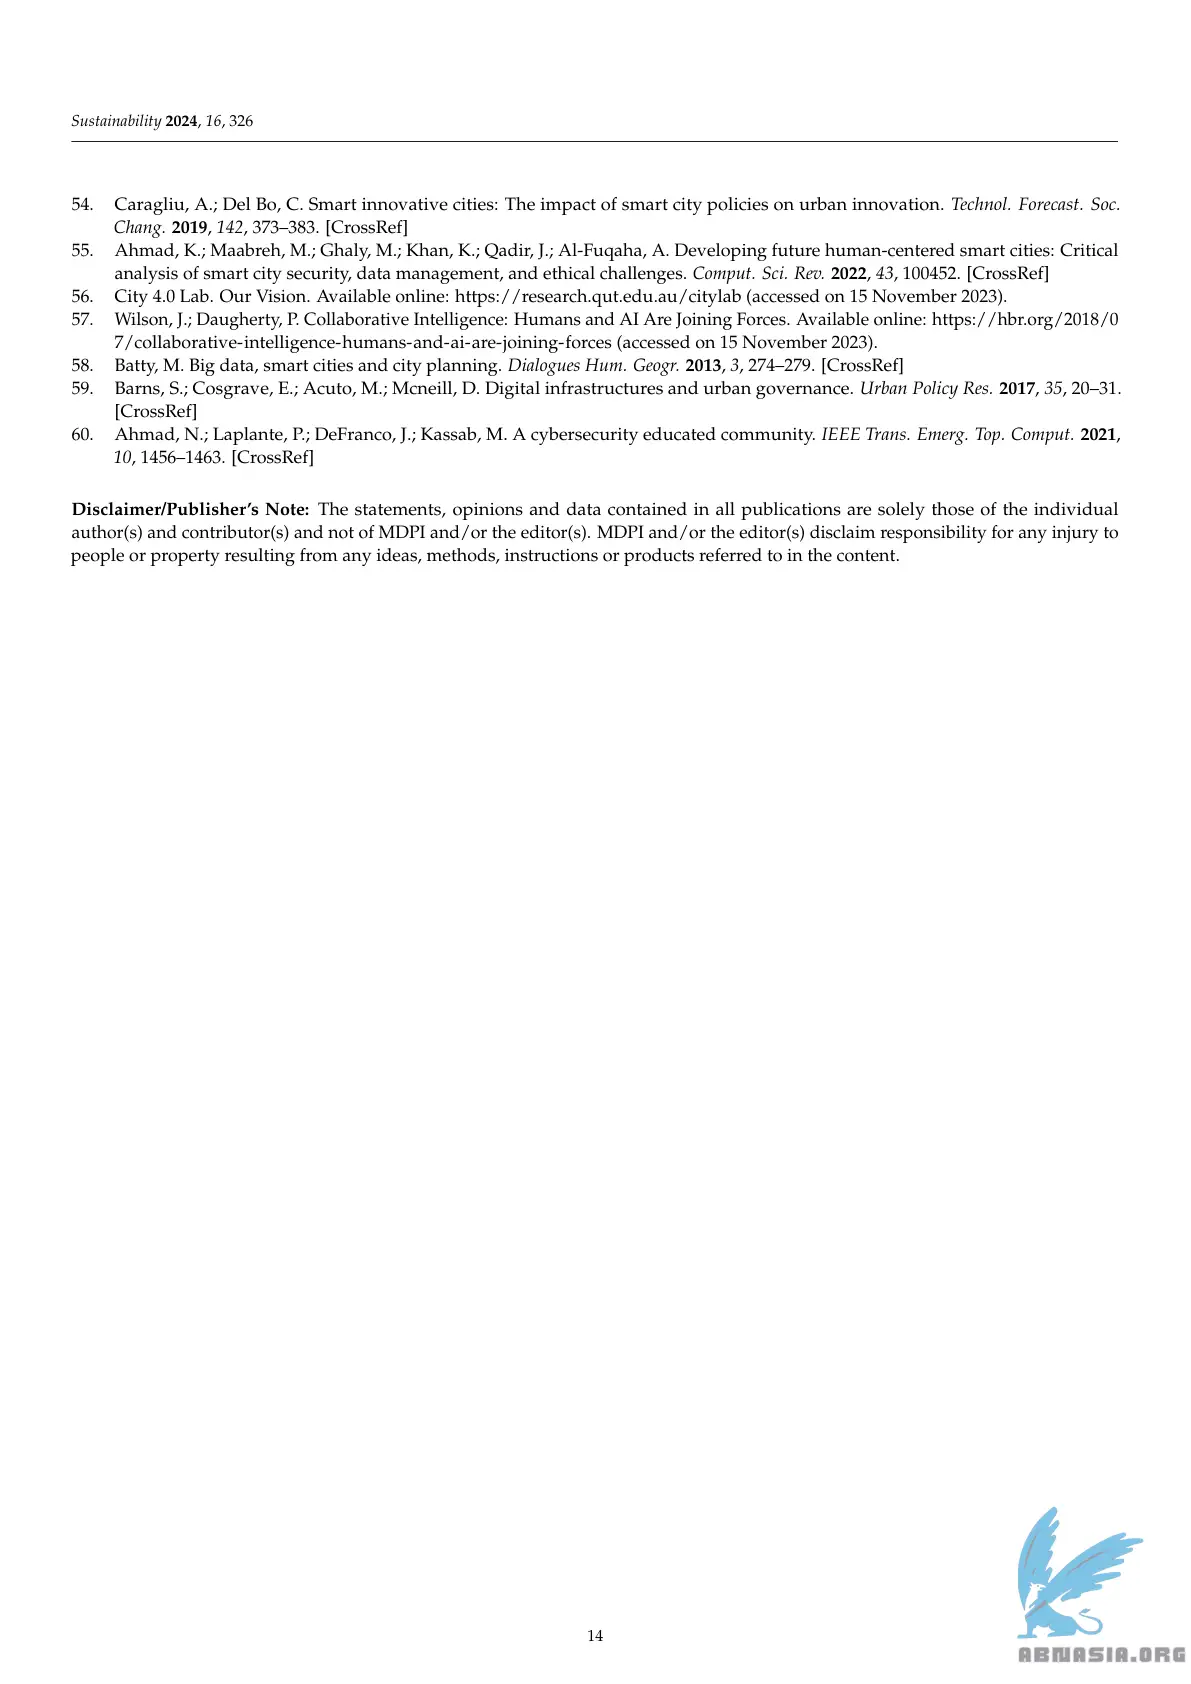 Sustainability 2024, 16, 326
54. Caragliu, A.; Del Bo, C. Smart innovative cities: The impact of smart city policies on urban innovation. Technol. Forecast. Soc.
Chang. 2019, 142, 373–383. [CrossRef]
55. Ahmad, K.; Maabreh, M.; Ghaly, M.; Khan, K.; Qadir, J.; Al-Fuqaha, A. Developing future human-centered smart cities: Critical
analysis of smart city security, data management, and ethical challenges. Comput. Sci. Rev. 2022, 43, 100452. [CrossRef]
56. City 4.0 Lab. Our Vision. Available online: https://research.qut.edu.au/citylab (accessed on 15 November 2023).
57. Wilson, J.; Daugherty, P. Collaborative Intelligence: Humans and AI Are Joining Forces. Available online: https://hbr.org/2018/0
7/collaborative-intelligence-humans-and-ai-are-joining-forces (accessed on 15 November 2023).
58. Batty, M. Big data, smart cities and city planning. Dialogues Hum. Geogr. 2013, 3, 274–279. [CrossRef]
59. Barns, S.; Cosgrave, E.; Acuto, M.; Mcneill, D. Digital infrastructures and urban governance. Urban Policy Res. 2017, 35, 20–31.
[CrossRef]
60. Ahmad, N.; Laplante, P.; DeFranco, J.; Kassab, M. A cybersecurity educated community. IEEE Trans. Emerg. Top. Comput. 2021,
10, 1456–1463. [CrossRef]
Disclaimer/Publisher’s Note: The statements, opinions and data contained in all publications are solely those of the individual
author(s) and contributor(s) and not of MDPI and/or the editor(s). MDPI and/or the editor(s) disclaim responsibility for any injury to
people or property resulting from any ideas, methods, instructions or products referred to in the content.
14
ABNASIA.ORG